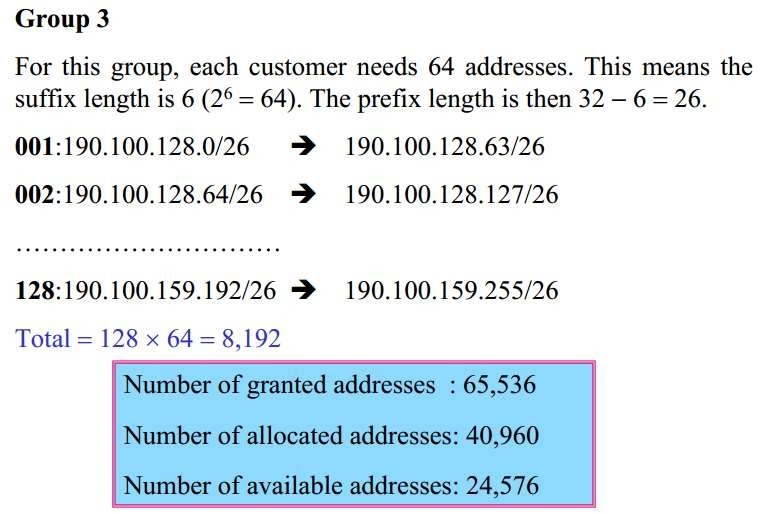 Group 3
For this group, each customer needs 64 addresses. This means the
suffix length is 6 (2⁶ = 64). The prefix length is then 32 – 6 = 26.
001:190.100.128.0/26 ➔ 190.100.128.63/26
002:190.100.128.64/26 ➔ 190.100.128.127/26
…………………………
128:190.100.159.192/26 ➔ 190.100.159.255/26
Total = 128 × 64 = 8,192
Number of granted addresses : 65,536
Number of allocated addresses: 40,960
Number of available addresses: 24,576